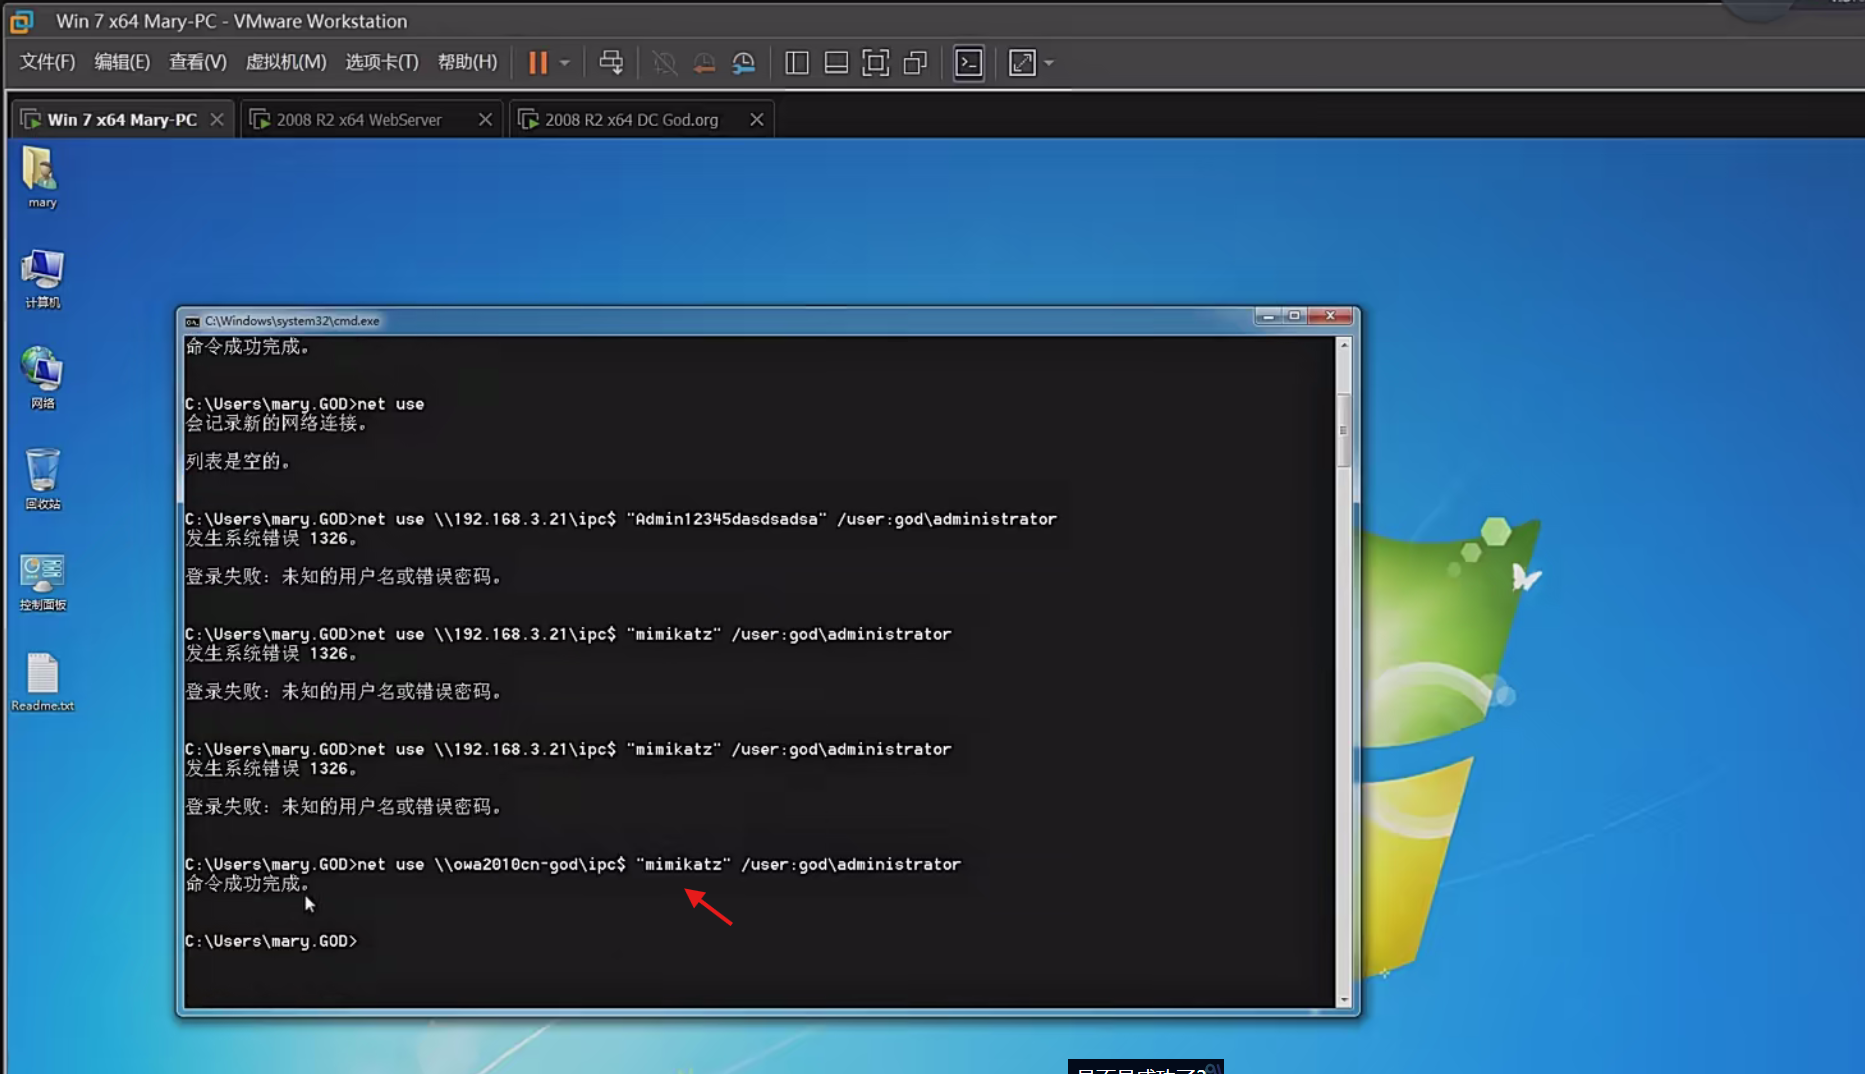 Win 7 x64 Mary-PC - VMware Workstation
文件(F) 编辑(E) 查看(V) 虚拟机(M) 选项卡(T) 帮助(H)
Win 7 x64 Mary-PC 2008 R2 x64 WebServer 2008 R2 x64 DC God.org
mary
计算机
网络
回收站
控制面板
Readme.txt
C:\Windows\system32\cmd.exe
命令成功完成。
C:\Users\mary.GOD>net use
会记录新的网络连接。
列表是空的。
C:\Users\mary.GOD>net use \\192.168.3.21\ipc$ "Admin12345dasdsadsa" /user:god\administrator
发生系统错误 1326。
登录失败: 未知的用户名或错误密码。
C:\Users\mary.GOD>net use \\192.168.3.21\ipc$ "mimikatz" /user:god\administrator
发生系统错误 1326。
登录失败: 未知的用户名或错误密码。
C:\Users\mary.GOD>net use \\192.168.3.21\ipc$ "mimikatz" /user:god\administrator
发生系统错误 1326。
登录失败: 未知的用户名或错误密码。
C:\Users\mary.GOD>net use \\owa2010cn-god\ipc$ "mimikatz" /user:god\administrator
命令成功完成。
C:\Users\mary.GOD>